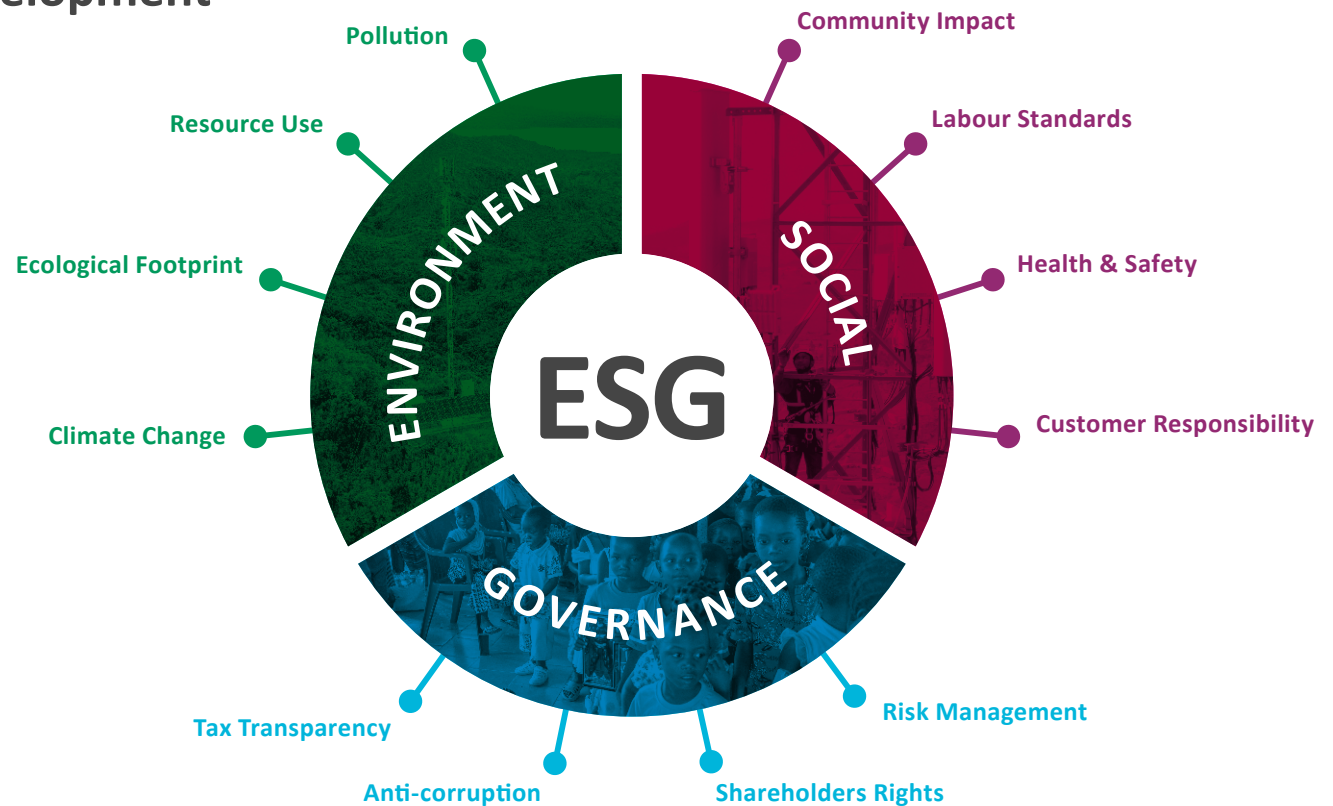 Pollution
Resource Use
Ecological Footprint
Climate Change
ENVIRONMENT
Community Impact
Labour Standards
Health & Safety
Customer Responsibility
SOCIAL
ESG
GOVERNANCE
Tax Transparency
Anti-corruption
Shareholders Rights
Risk Management